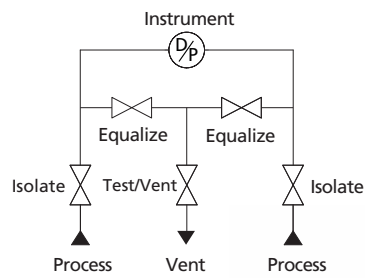 Instrument
D/P
Equalize
Equalize
Isolate
Test/Vent
Isolate
Process
Vent
Process